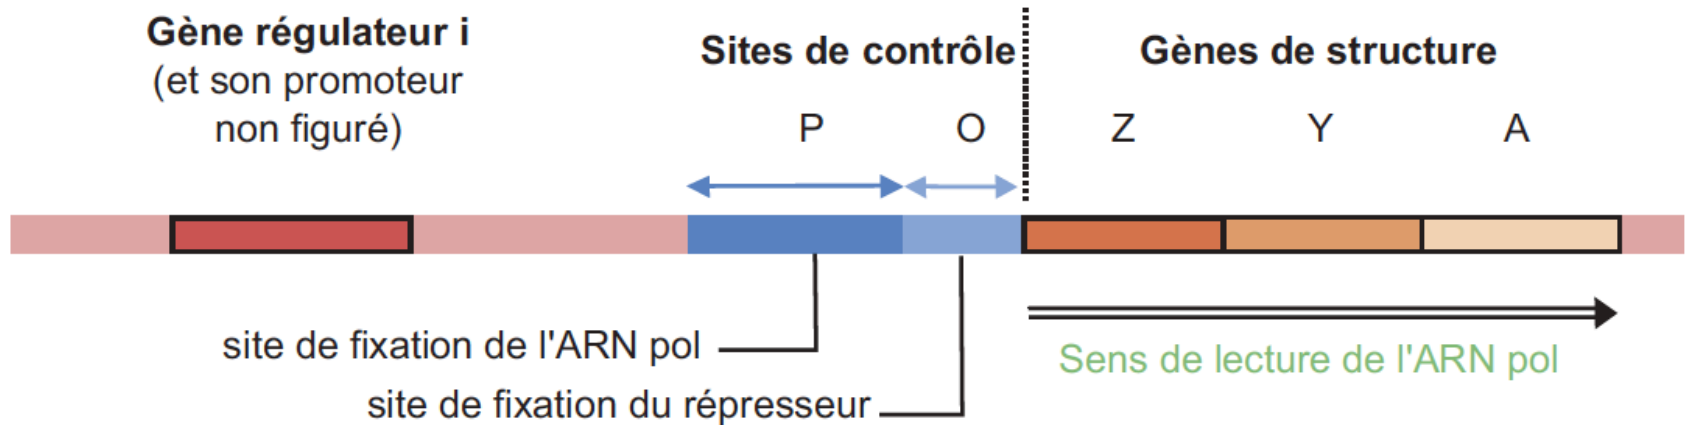 Gène régulateur i
(et son promoteur
non figuré)
Sites de contrôle
P
O
Gènes de structure
Z
Y
A
site de fixation de l'ARN pol
site de fixation du répresseur
Sens de lecture de l'ARN pol